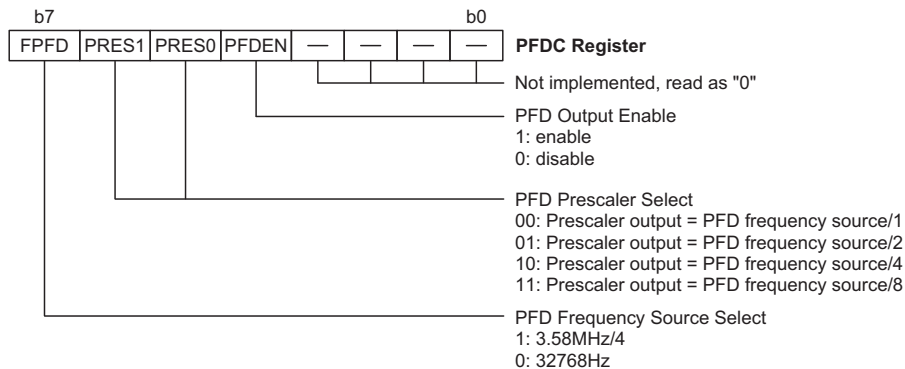 b7 b0
FPFD PRES1 PRES0 PFDEN — — — — PFDC Register
Not implemented, read as "0"
PFD Output Enable
1: enable
0: disable
PFD Prescaler Select
00: Prescaler output = PFD frequency source/1
01: Prescaler output = PFD frequency source/2
10: Prescaler output = PFD frequency source/4
11: Prescaler output = PFD frequency source/8
PFD Frequency Source Select
1: 3.58MHz/4
0: 32768Hz